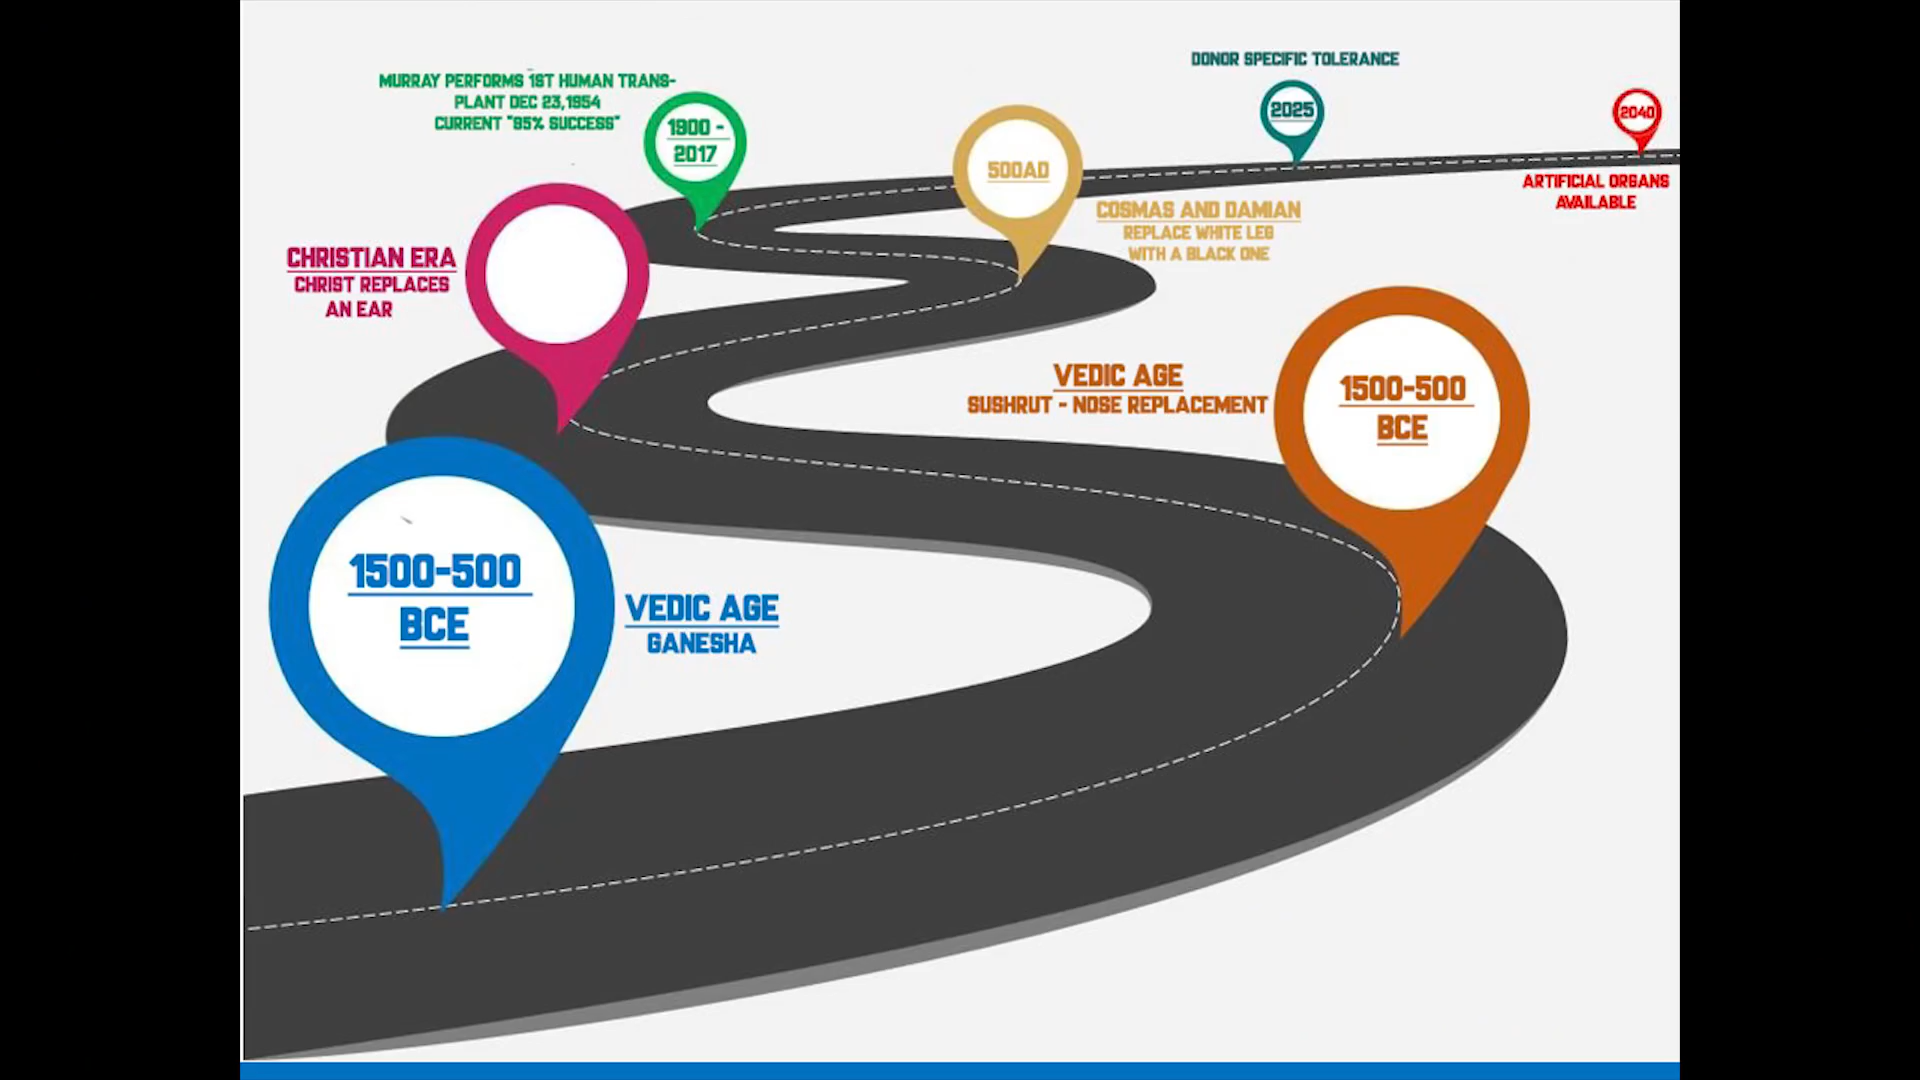 DONOR SPECIFIC TOLERANCE
2025
2040
ARTIFICIAL ORGANS
AVAILABLE
MURRAY PERFORMS 1ST HUMAN TRANS-
PLANT DEC 23,1954
CURRENT "95% SUCCESS"
1900 -
2017
500AD
COSMAS AND DAMIAN
REPLACE WHITE LEG
WITH A BLACK ONE
CHRISTIAN ERA
CHRIST REPLACES
AN EAR
VEDIC AGE
SUSHRUT - NOSE REPLACEMENT
1500-500
BCE
1500-500
BCE
VEDIC AGE
GANESHA